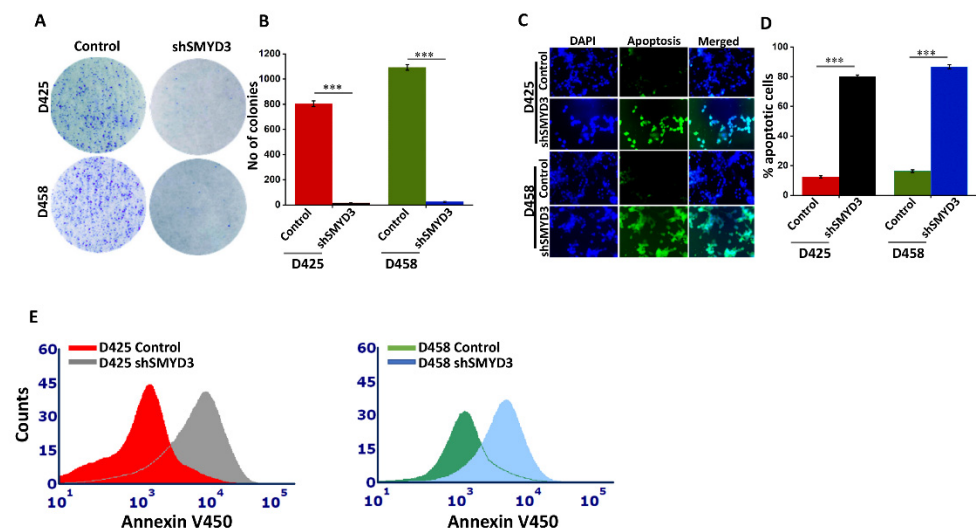 A
Control
shSMYD3
D425
D458
B
No of colonies
1200
1000
800
600
400
200
0
***
***
Control
shSMYD3
Control
shSMYD3
D425
D458
C
DAPI
Apoptosis
Merged
D425
Control
shSMYD3
D458
Control
shSMYD3
D
% apoptotic cells
100
80
60
40
20
0
***
***
Control
shSMYD3
Control
shSMYD3
D425
D458
E
D425 Control
D425 shSMYD3
Counts
60
45
30
15
10¹
10³
10⁴
10⁵
Annexin V450
D458 Control
D458 shSMYD3
60
45
30
15
10¹
10³
10⁴
10⁵
Annexin V450